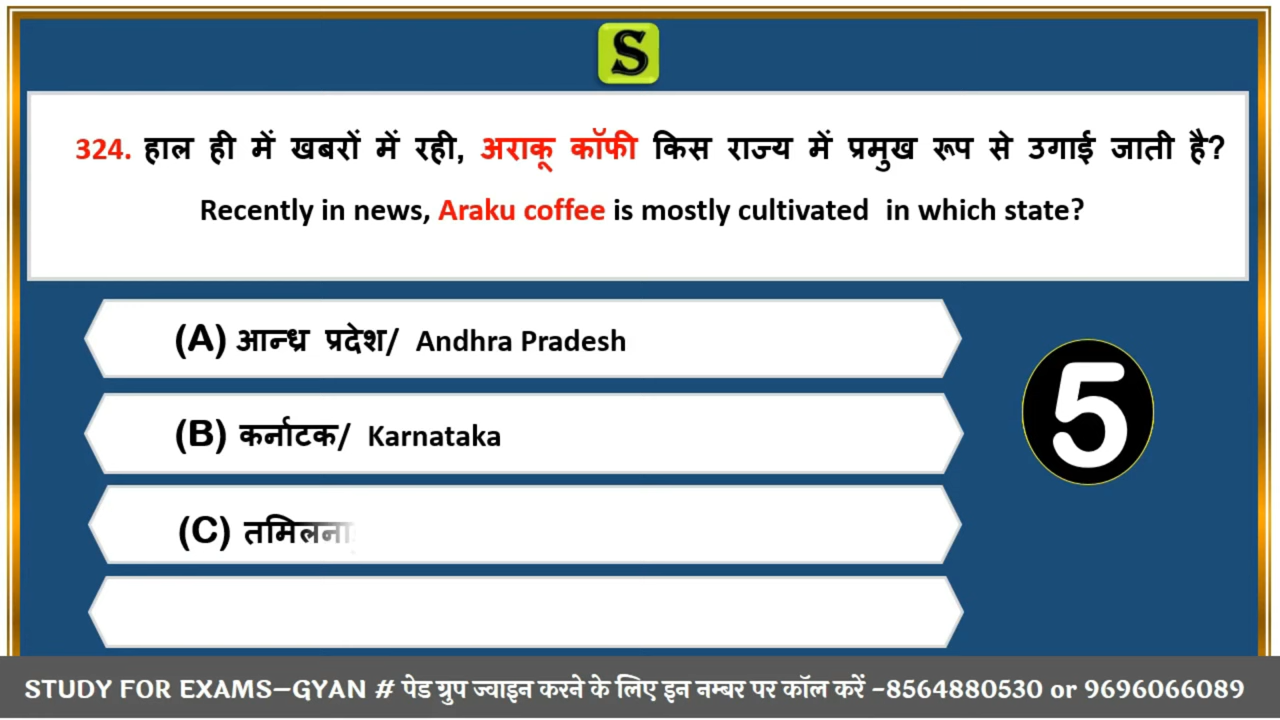 S
324. हाल ही में खबरों में रही, अराकू कॉफी किस राज्य में प्रमुख रूप से उगाई जाती है?
Recently in news, Araku coffee is mostly cultivated in which state?
(A) आन्ध्र प्रदेश/ Andhra Pradesh
(B) कर्नाटक/ Karnataka
5
(C) तमिलना
STUDY FOR EXAMS–GYAN # पेड ग्रुप ज्वाइन करने के लिए इन नम्बर पर कॉल करें –8564880530 or 9696066089